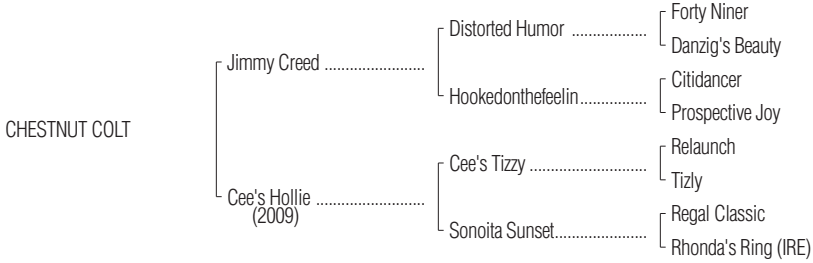 Forty Niner
Distorted Humor ...................
Danzig's Beauty
Jimmy Creed .........................
Citidancer
Hookedonthefeelin.................
Prospective Joy
CHESTNUT COLT
Relaunch
Cee's Tizzy .............................
Tizly
Cee's Hollie ...........................
(2009)
Regal Classic
Sonoita Sunset.......................
Rhonda's Ring (IRE)